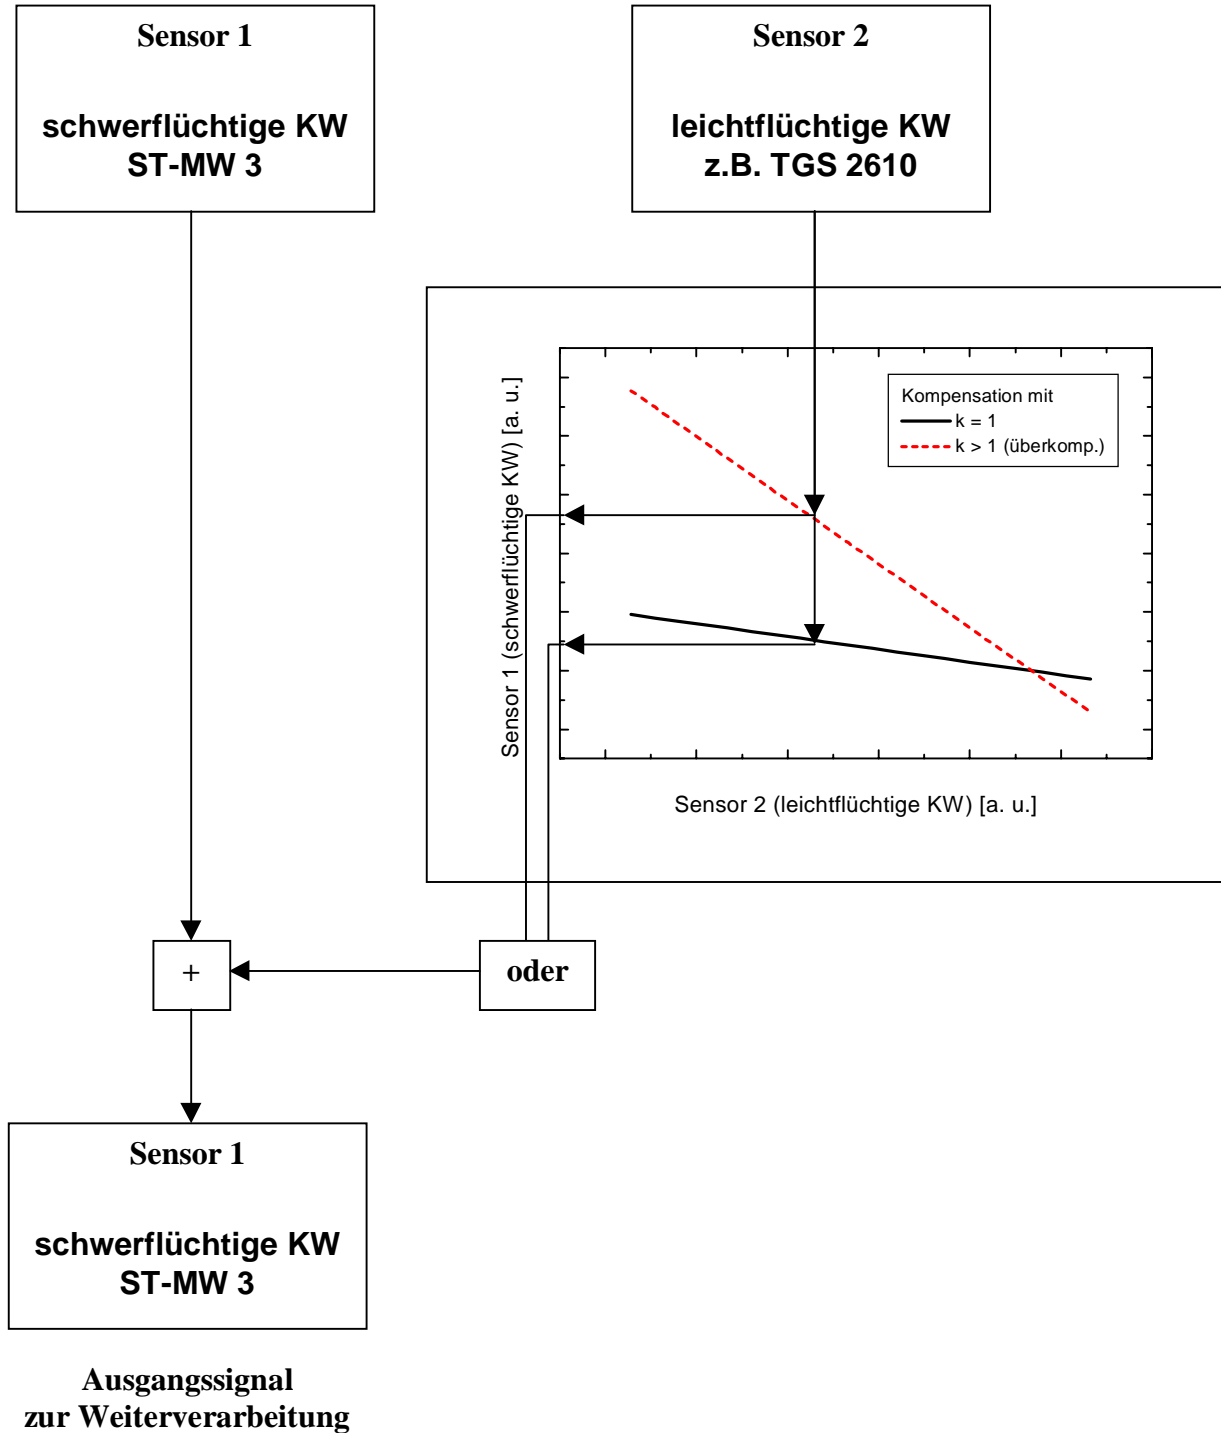 Sensor 1
schwerflüchtige KW
ST-MW 3
Sensor 2
leichtflüchtige KW
z.B. TGS 2610
Sensor 1 (schwerflüchtige KW) [a. u.]
Kompensation mit
k = 1
k > 1 (überkomp.)
Sensor 2 (leichtflüchtige KW) [a. u.]
+
oder
Sensor 1
schwerflüchtige KW
ST-MW 3
Ausgangssignal
zur Weiterverarbeitung